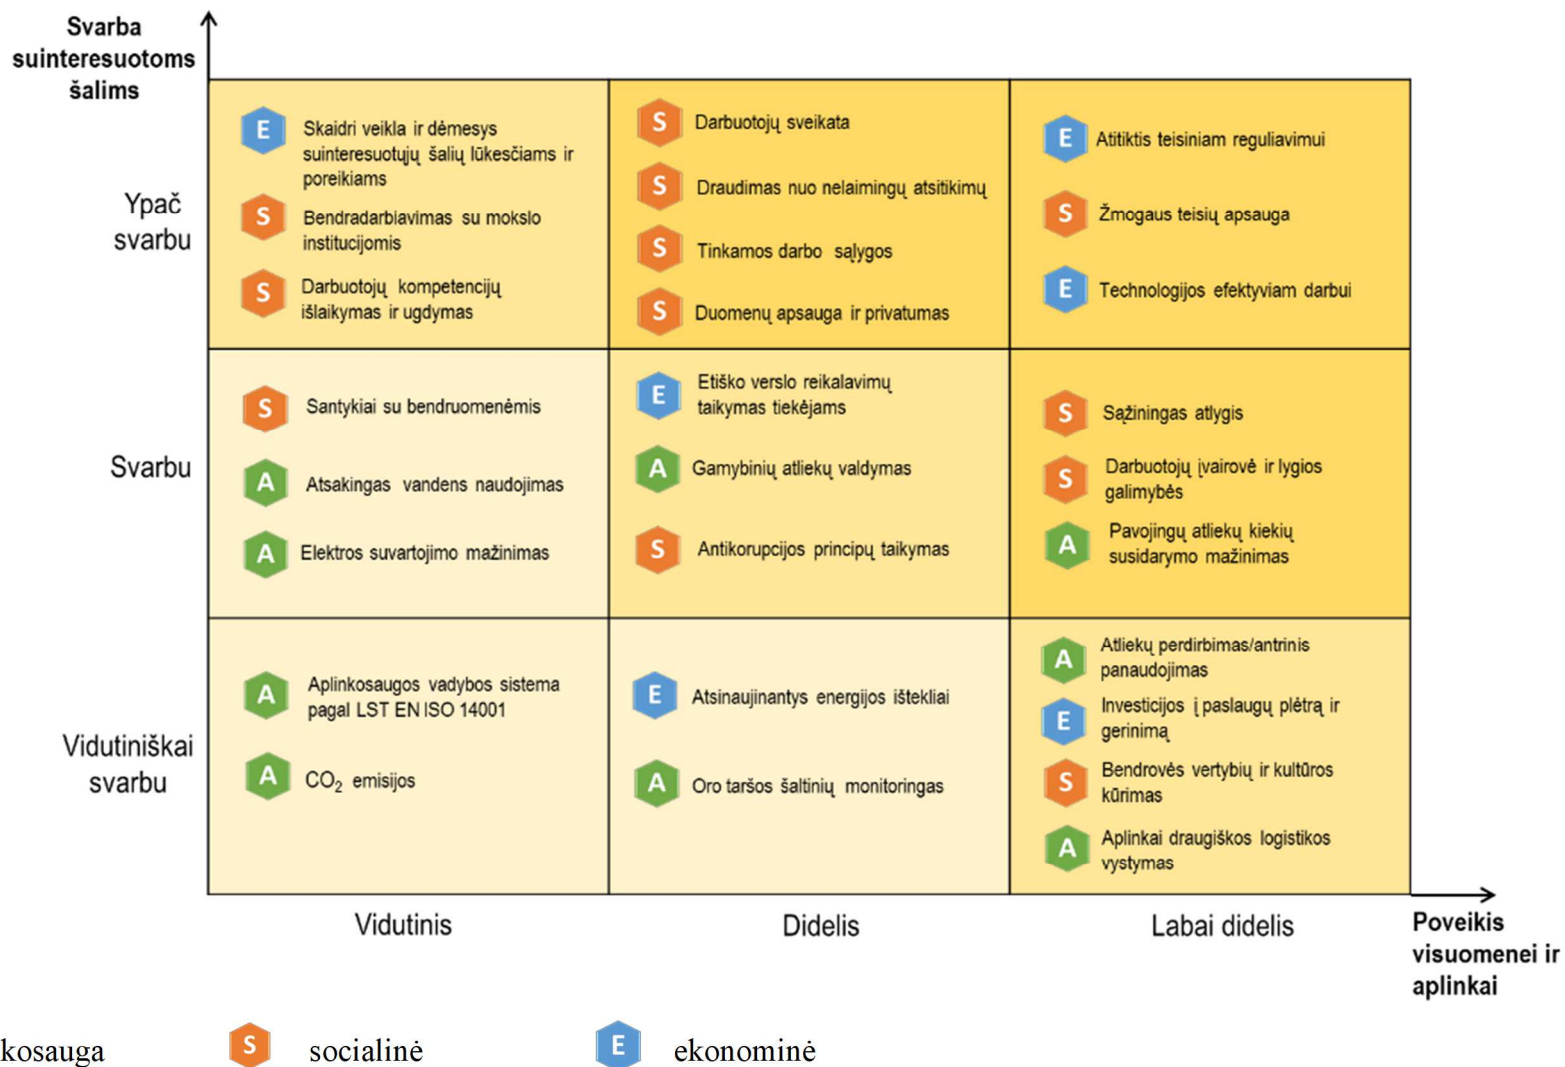 Svarba
suinteresuotoms
šalims
Ypač
svarbu
E
Skaidri veikla ir dėmesys
suinteresuotųjų šalių lūkesčiams ir
poreikiams
S
Bendradarbiavimas su mokslo
institucijomis
S
Darbuotojų kompetencijų
išlaikymas ir ugdymas
S Darbuotojų sveikata
S Draudimas nuo nelaimingų atsitikimų
S Tinkamos darbo sąlygos
S Duomenų apsauga ir privatumas
E Atitiktis teisiniam reguliavimui
S Žmogaus teisių apsauga
E Technologijos efektyviam darbui
Svarbu
S Santykiai su bendruomenėmis
A Atsakingas vandens naudojimas
A Elektros suvartojimo mažinimas
E
Etiško verslo reikalavimų
taikymas tiekėjams
A Gamybinių atliekų valdymas
S Antikorupcijos principų taikymas
S Sąžiningas atlygis
S
Darbuotojų įvairovė ir lygios
galimybės
A
Pavojingų atliekų kiekių
susidarymo mažinimas
Vidutiniškai
svarbu
A
Aplinkosaugos vadybos sistema
pagal LST EN ISO 14001
A CO₂ emisijos
E Atsinaujinantys energijos ištekliai
A Oro taršos šaltinių monitoringas
A
Atliekų perdirbimas/antrinis
panaudojimas
E
Investicijos į paslaugų plėtrą ir
gerinimą
S
Bendrovės vertybių ir kultūros
kūrimas
A
Aplinkai draugiškos logistikos
vystymas
Vidutinis
Didelis
Labai didelis
Poveikis
visuomenei ir
aplinkai
kosauga S socialinė E ekonominė